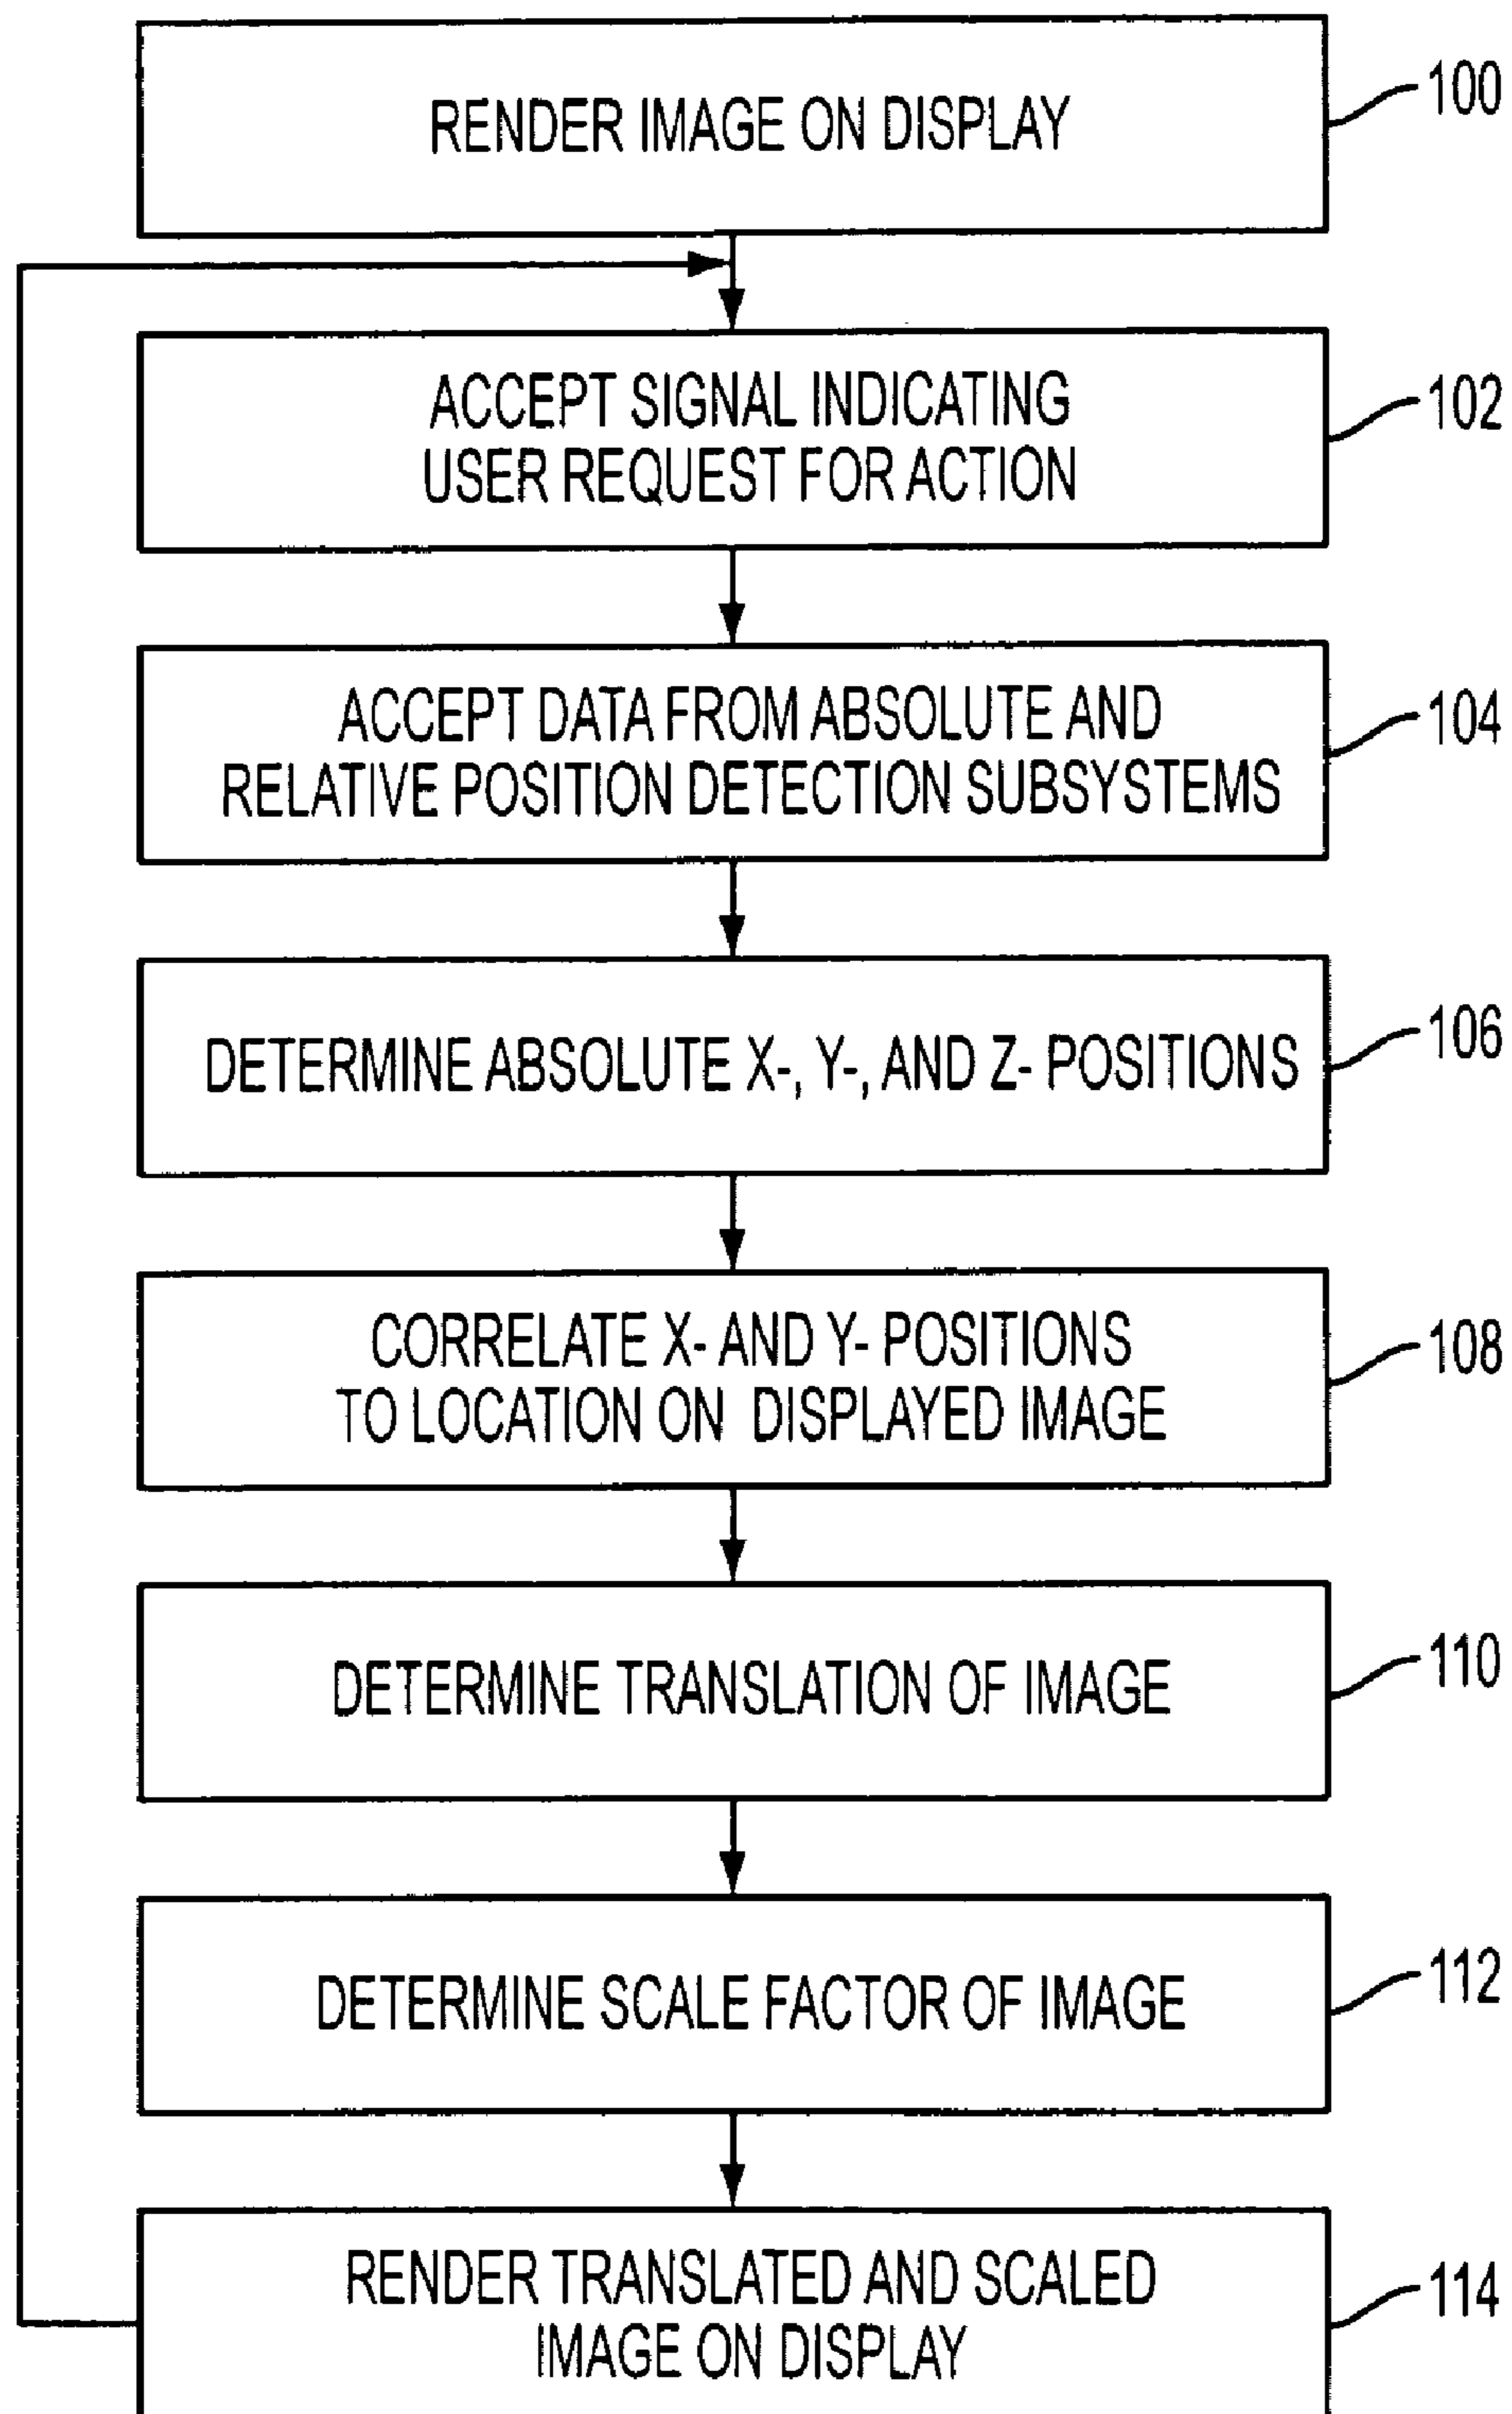 RENDER IMAGE ON DISPLAY
100
ACCEPT SIGNAL INDICATING
USER REQUEST FOR ACTION
102
ACCEPT DATA FROM ABSOLUTE AND
RELATIVE POSITION DETECTION SUBSYSTEMS
104
DETERMINE ABSOLUTE X-, Y-, AND Z- POSITIONS
106
CORRELATE X- AND Y- POSITIONS
TO LOCATION ON DISPLAYED IMAGE
108
DETERMINE TRANSLATION OF IMAGE
110
DETERMINE SCALE FACTOR OF IMAGE
112
RENDER TRANSLATED AND SCALED
IMAGE ON DISPLAY
114